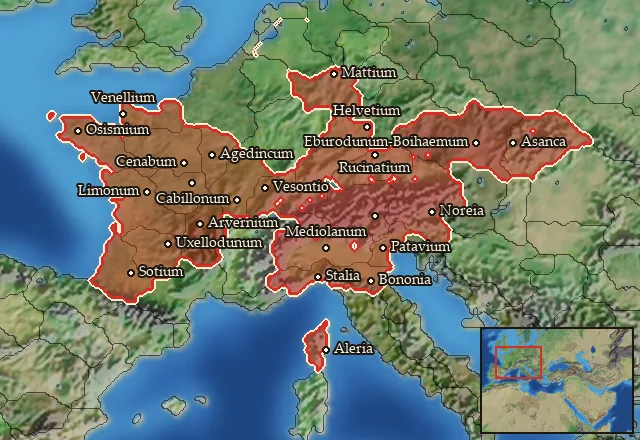 Mattium
Venellium
Helvetium
Osismium
Eburodunum-Boihaemum
Asanca
Agedincum
Cenabum
Rucinatium
Limonum
Vesontio
Cabillonum
Noreia
Arvernium
Mediolanum
Uxellodunum
Patavium
Sotium
Stalia
Bononia
Aleria